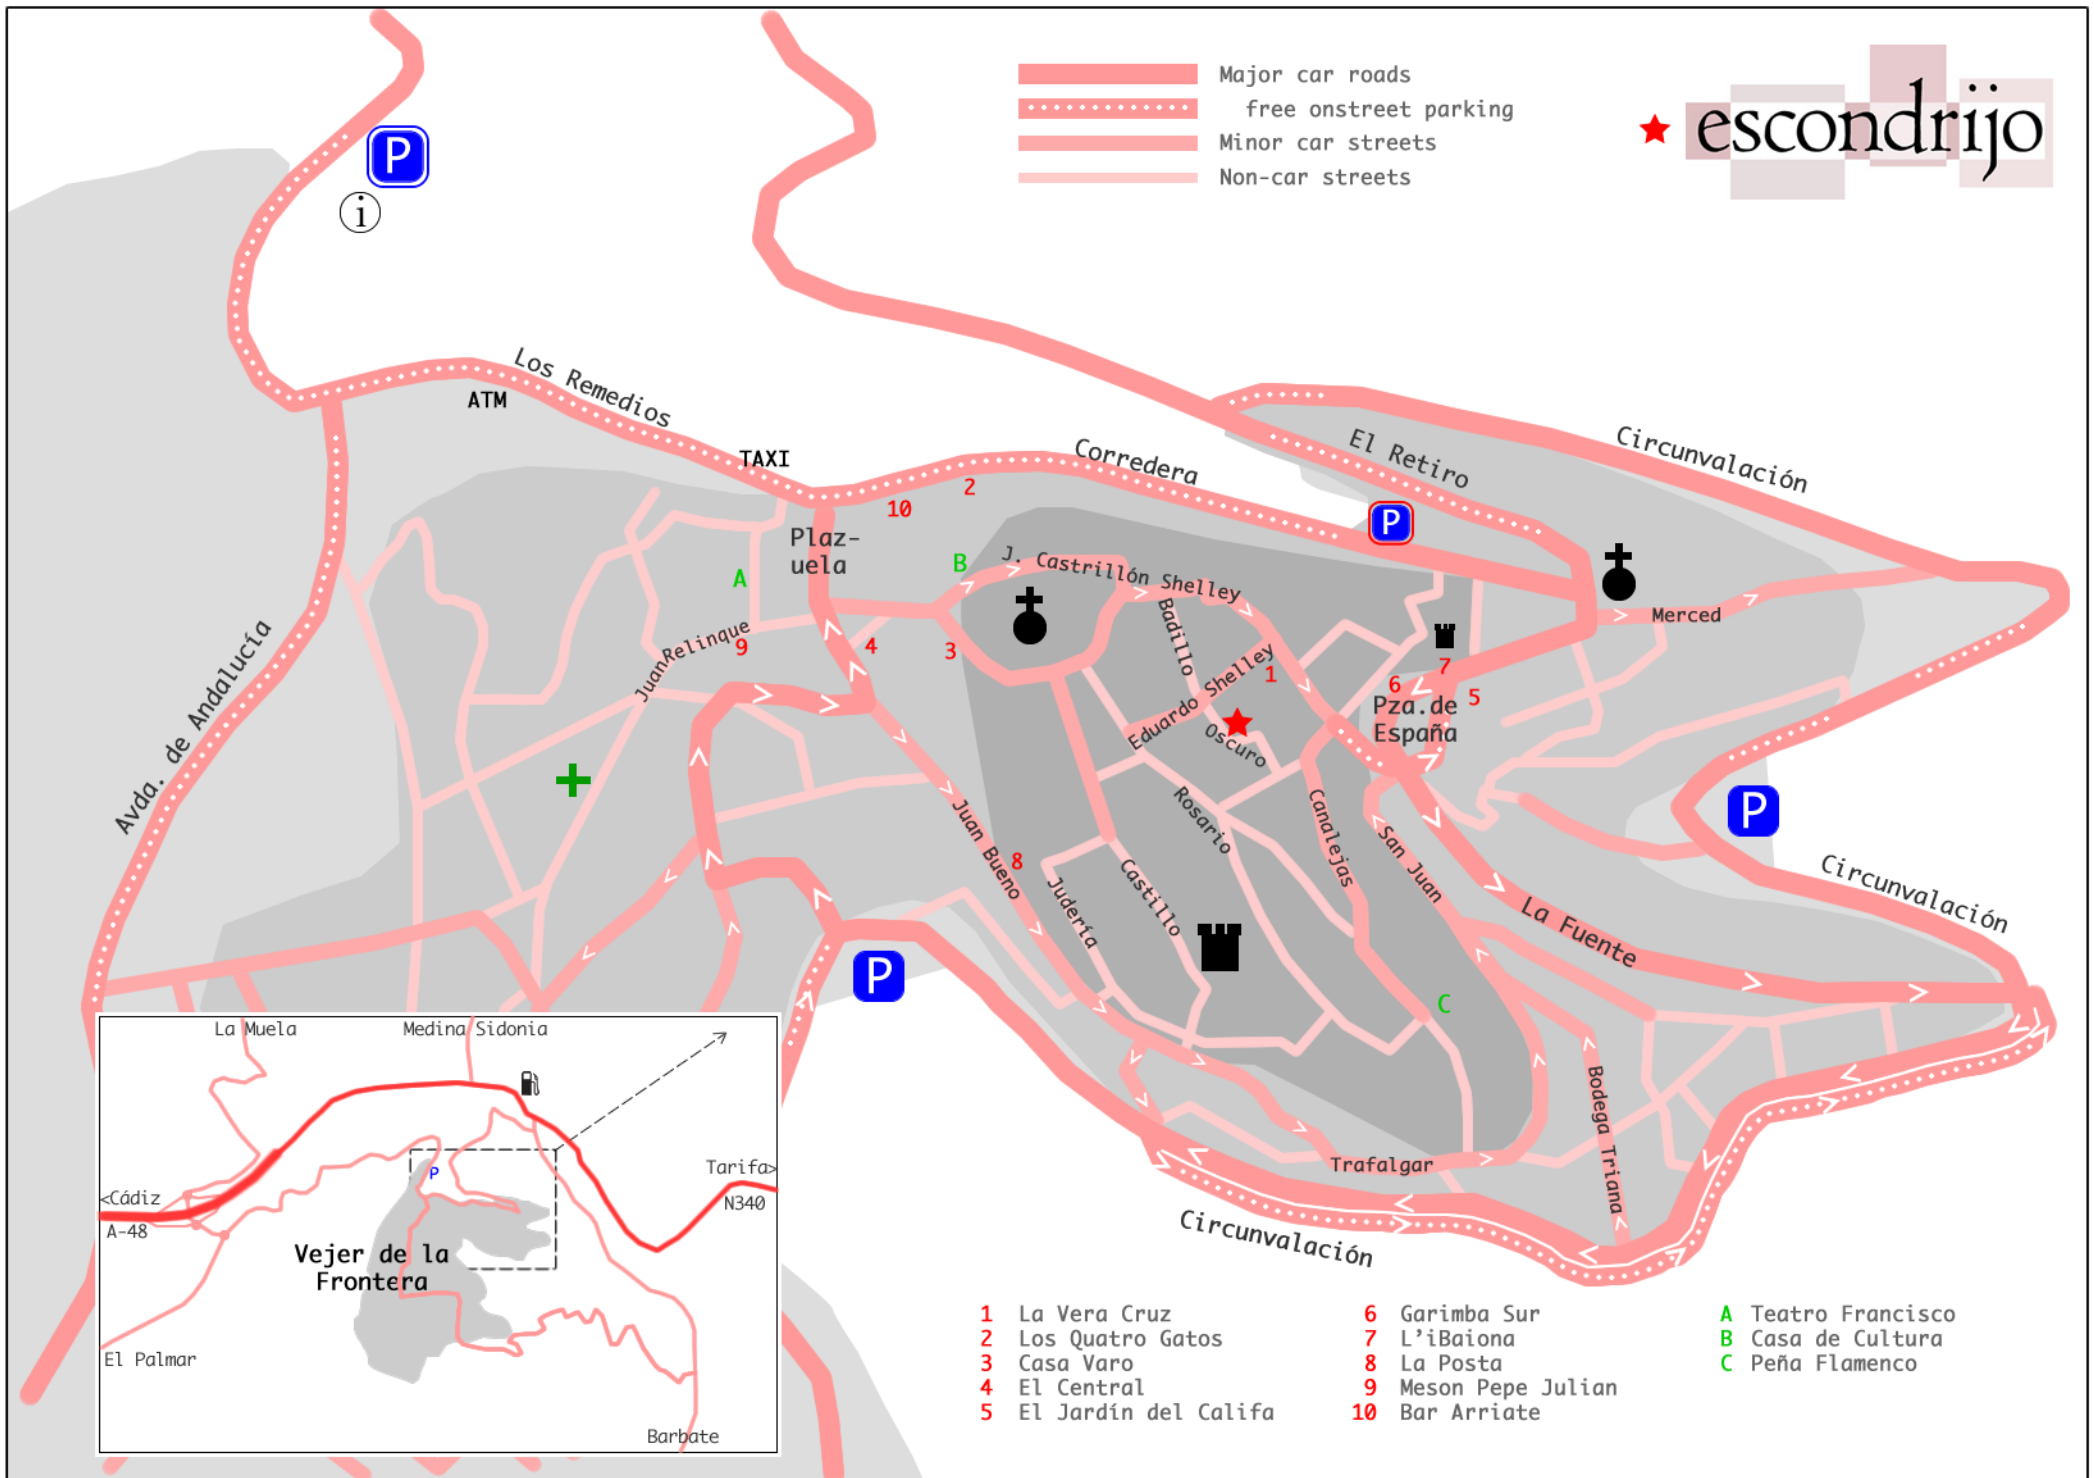 Major car roads
free onstreet parking
Minor car streets
Non-car streets
escondrijo
P
i
Los Remedios
ATM
TAXI
Corredera
El Retiro
Circunvalación
2
10
P
Plaz-
uela
A
B
J. Castrillón Shelley
Badillo
Merced
Avda. de Andalucía
Juan Relinque
9
4
3
Eduardo Shelley
1
7
6
5
Pza.de
España
Oscuro
Juan Bueno
8
Rosario
Canalejas
San Juan
P
Circunvalación
Judería
Castillo
La Fuente
P
C
Bodega Triana
Trafalgar
Circunvalación
La Muela
Medina Sidonia
P
Tarifa>
N340
<Cádiz
A-48
Vejer de la
Frontera
El Palmar
Barbate
1 La Vera Cruz
2 Los Quatro Gatos
3 Casa Varo
4 El Central
5 El Jardín del Califa
6 Garimba Sur
7 L'iBaiona
8 La Posta
9 Meson Pepe Julian
10 Bar Arriate
A Teatro Francisco
B Casa de Cultura
C Peña Flamenco